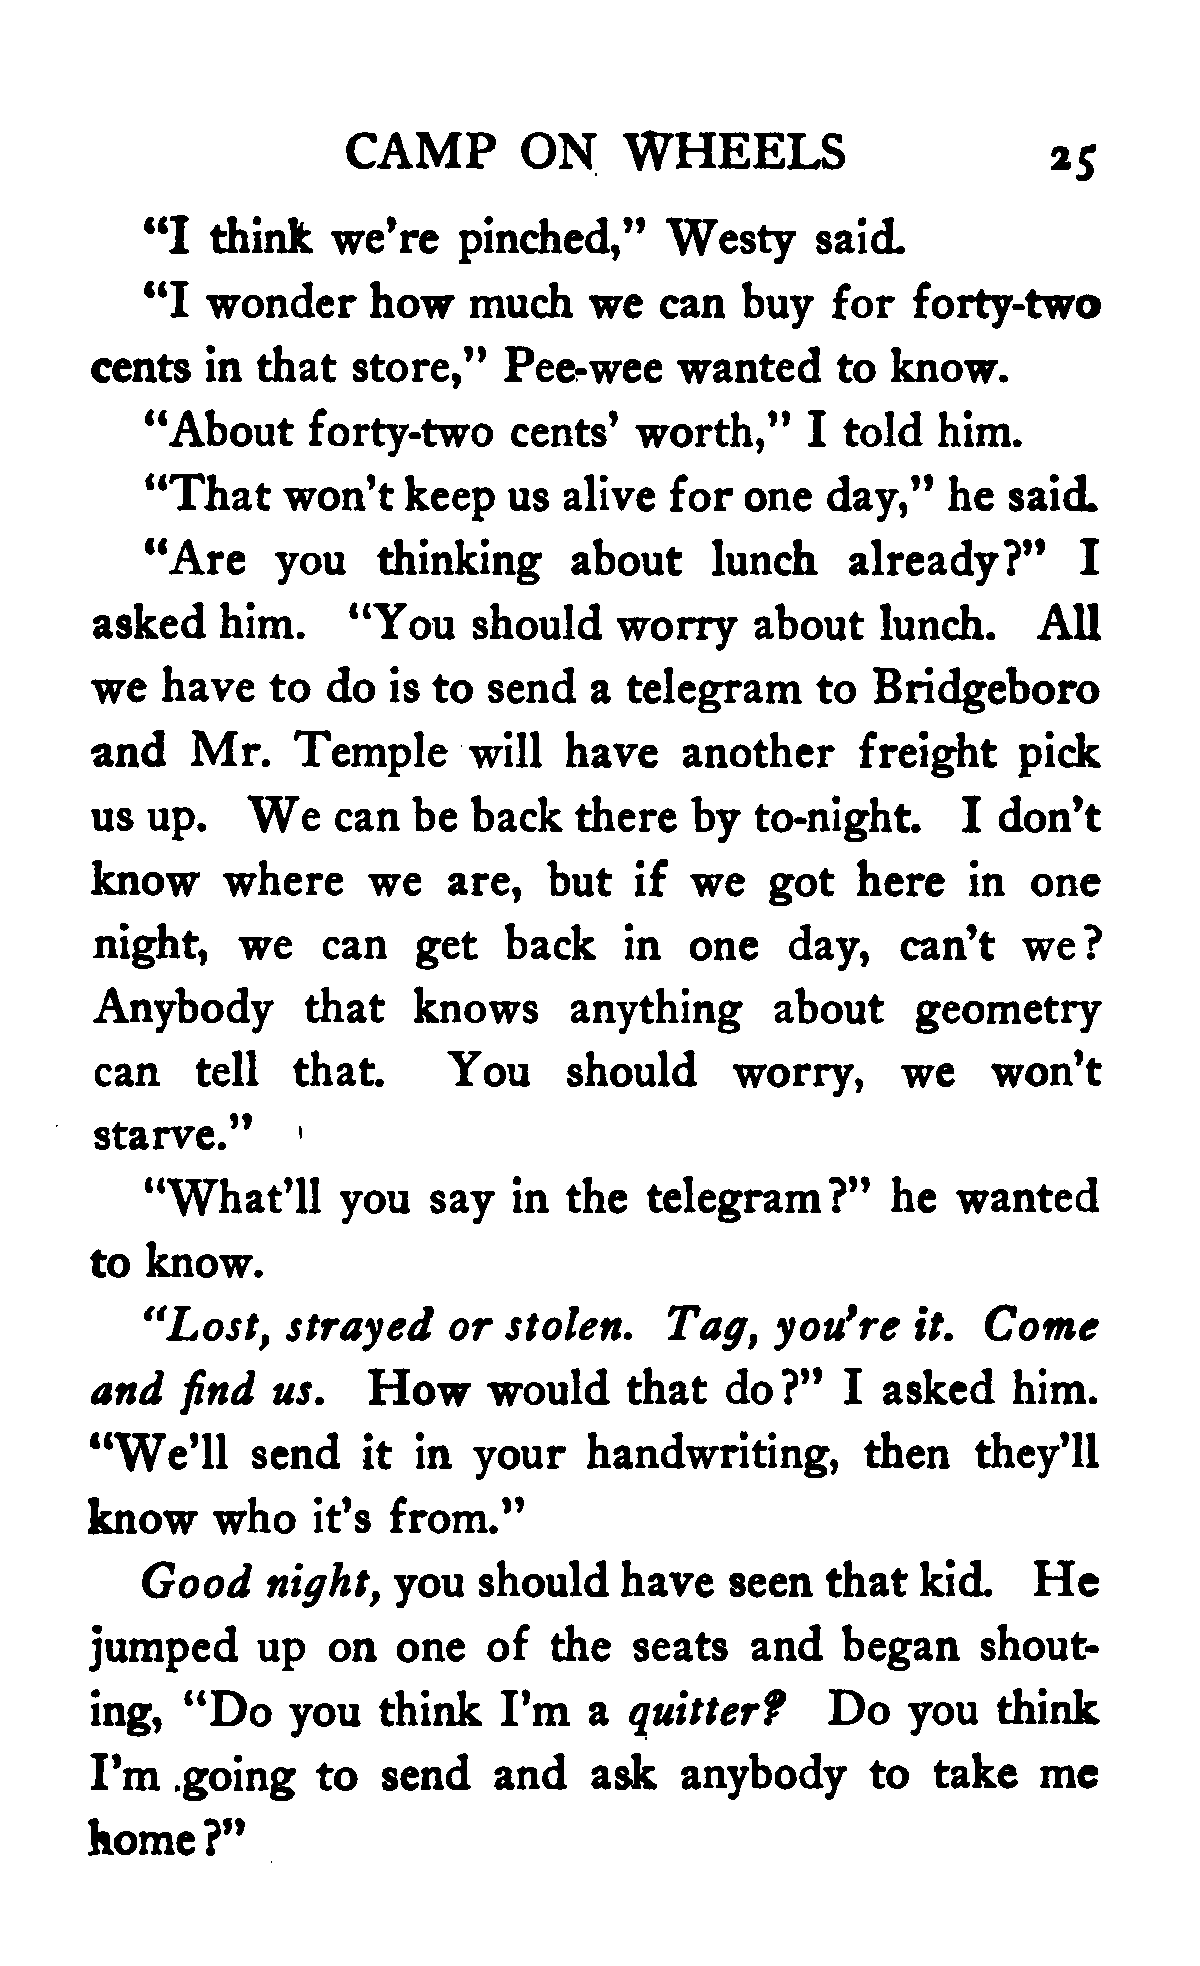 CAMP ON WHEELS 25
"I think we're pinched," Westy said.
"I wonder how much we can buy for forty-two
cents in that store," Pee-wee wanted to know.
"About forty-two cents' worth," I told him.
"That won't keep us alive for one day," he said.
"Are you thinking about lunch already?" I
asked him. "You should worry about lunch. All
we have to do is to send a telegram to Bridgeboro
and Mr. Temple will have another freight pick
us up. We can be back there by to-night. I don't
know where we are, but if we got here in one
night, we can get back in one day, can't we?
Anybody that knows anything about geometry
can tell that. You should worry, we won't
starve."
"What'll you say in the telegram?" he wanted
to know.
"Lost, strayed or stolen. Tag, you're it. Come
and find us. How would that do?" I asked him.
"We'll send it in your handwriting, then they'll
know who it's from."
Good night, you should have seen that kid. He
jumped up on one of the seats and began shout-
ing, "Do you think I'm a quitter? Do you think
I'm going to send and ask anybody to take me
home?"